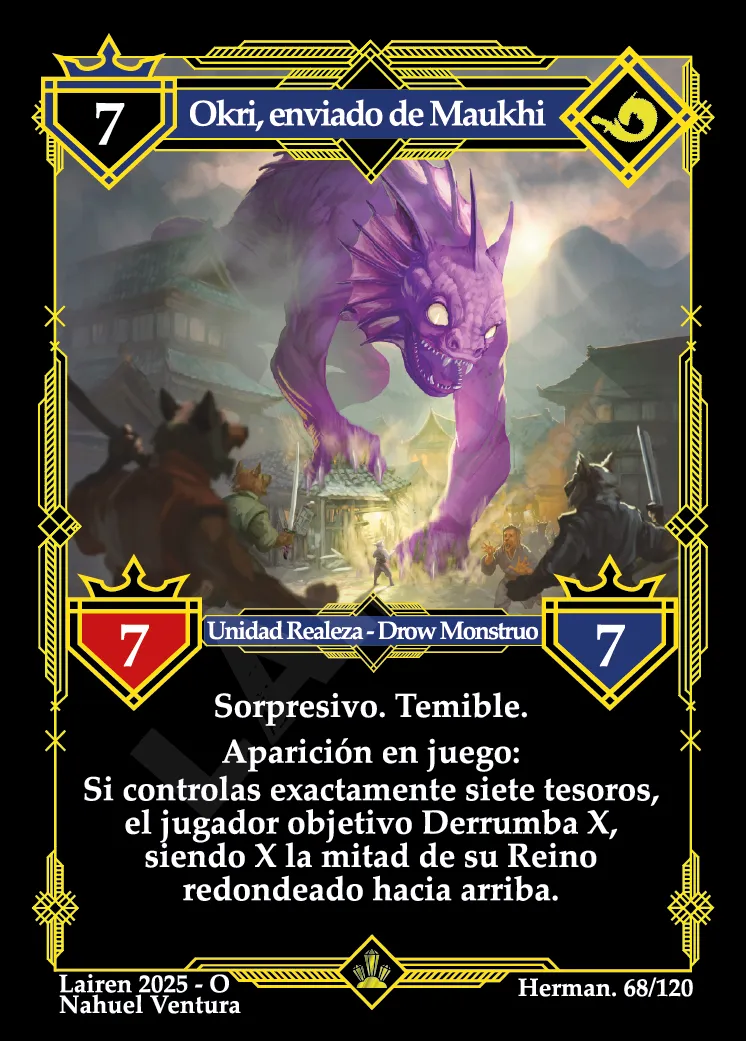 7
Okri, enviado de Maukhi
7
Unidad Realeza - Drow Monstruo
7
Sorpresivo. Temible.
Aparición en juego:
Si controlas exactamente siete tesoros,
el jugador objetivo Derrumba X,
siendo X la mitad de su Reino
redondeado hacia arriba.
Lairen 2025 - O
Nahuel Ventura
Herman. 68/120